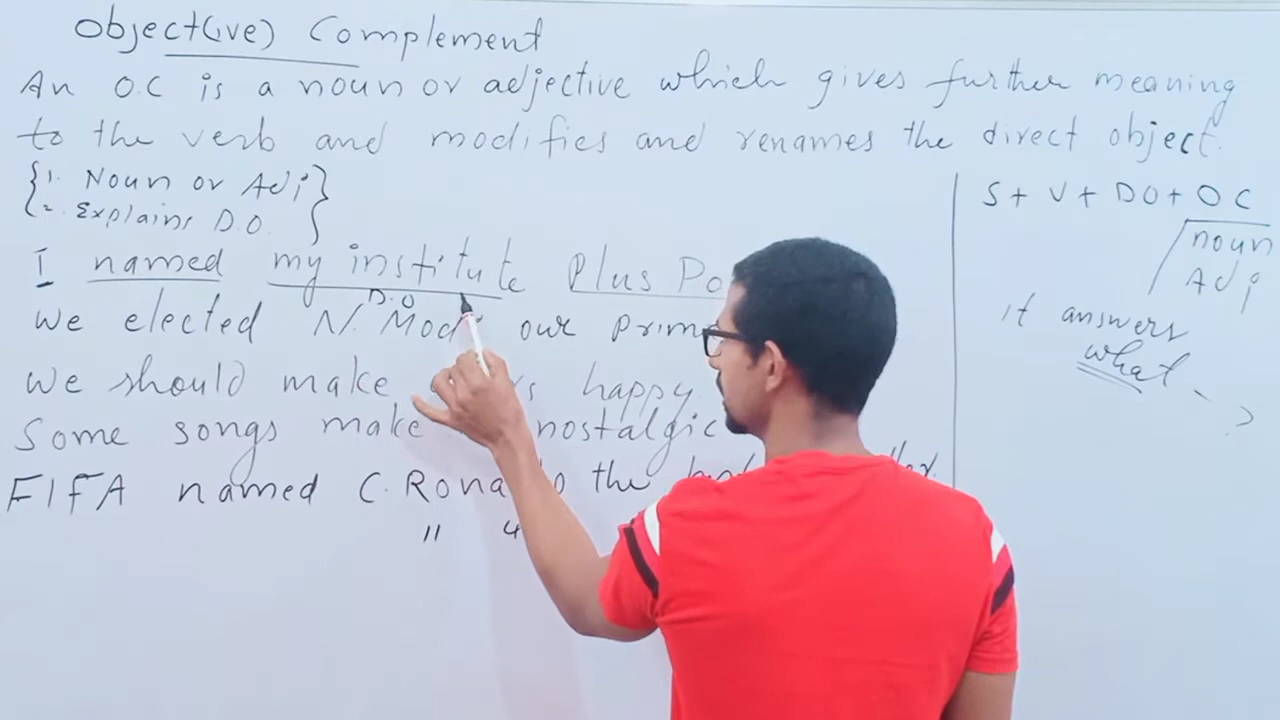 Object(ive) Complement
An O.C is a noun or adjective which gives further meaning
to the verb and modifies and renames the direct object.
{1. Noun or Adj}
{2. Explains D.O.}
I named my institute Plus Po
D.O
We elected N. Modi our prim
We should make happy.
Some songs make nostalgic
FIFA named C. Rona the
"
S + V + DO + OC
noun
Adj
it answers
what